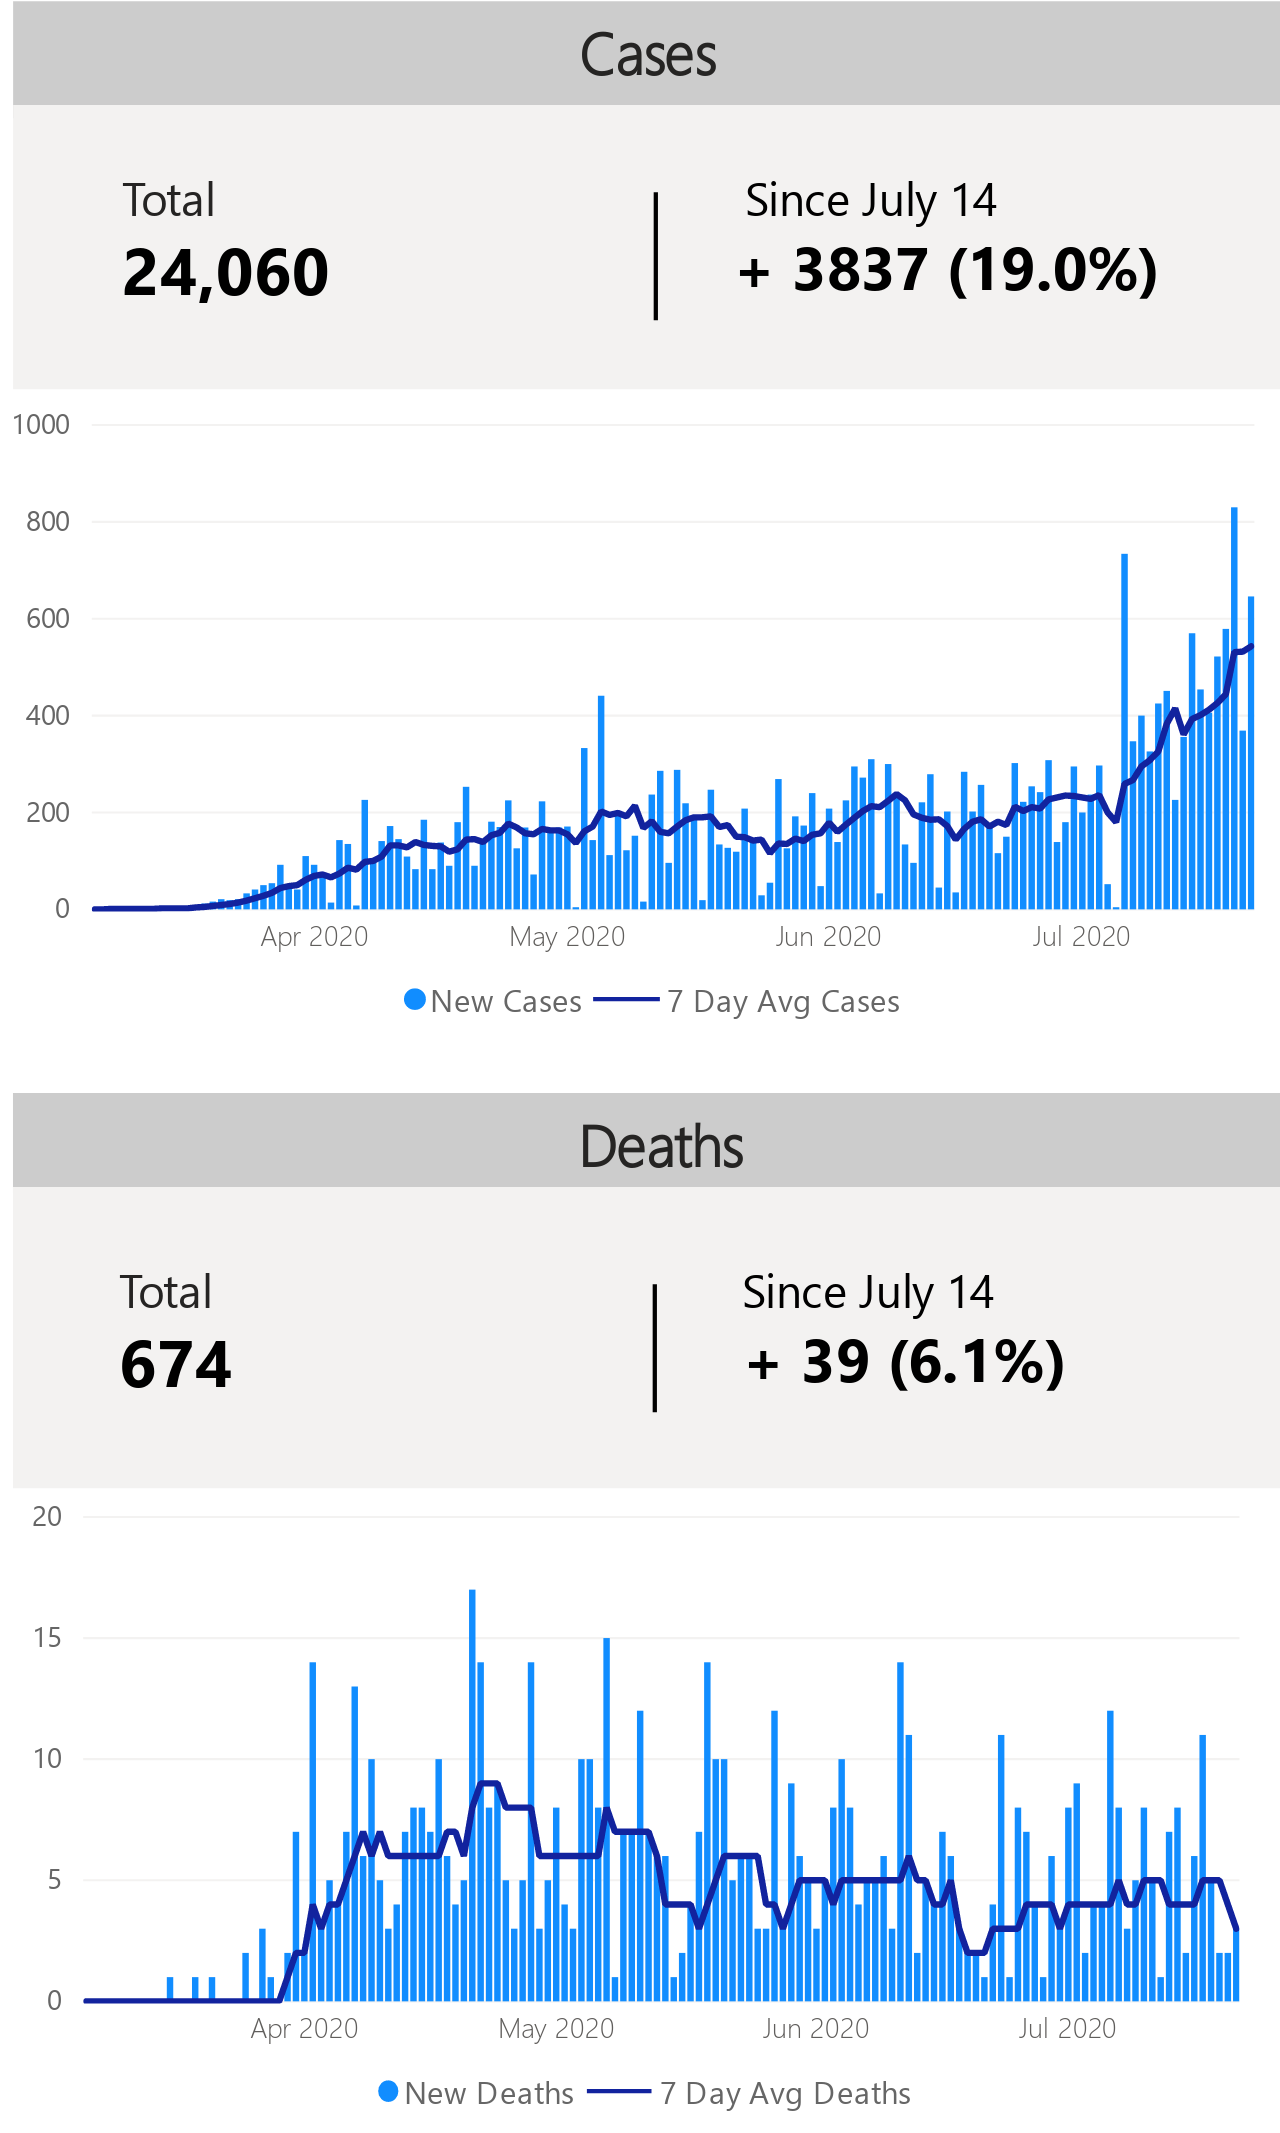 Cases
Total
24,060
Since July 14
+ 3837 (19.0%)
1000
800
600
400
200
0
Apr 2020
May 2020
Jun 2020
Jul 2020
New Cases
7 Day Avg Cases
Deaths
Total
674
Since July 14
+ 39 (6.1%)
20
15
10
5
0
Apr 2020
May 2020
Jun 2020
Jul 2020
New Deaths
7 Day Avg Deaths